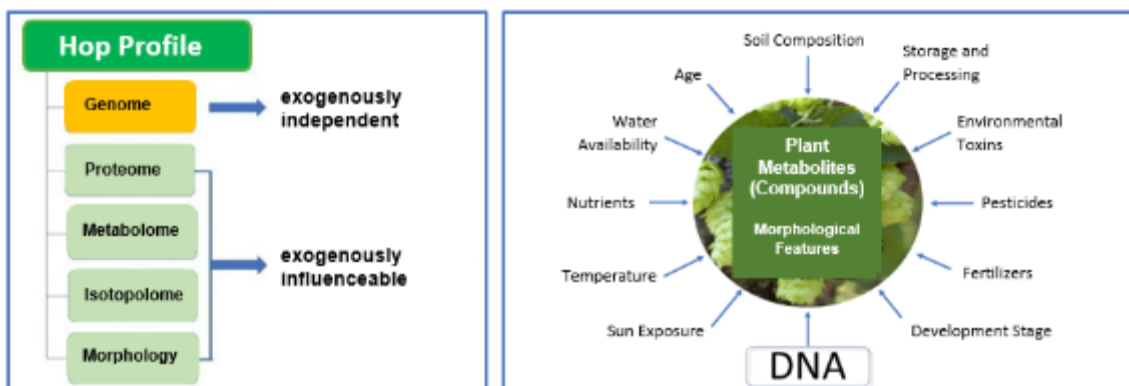 Hop Profile
Genome
exogenously
independent
Proteome
Metabolome
Isotopolome
Morphology
exogenously
influenceable
Soil Composition
Storage and
Processing
Age
Environmental
Toxins
Water
Availability
Plant
Metabolites
(Compounds)
Morphological
Features
Nutrients
Pesticides
Temperature
Fertilizers
Sun Exposure
Development Stage
DNA